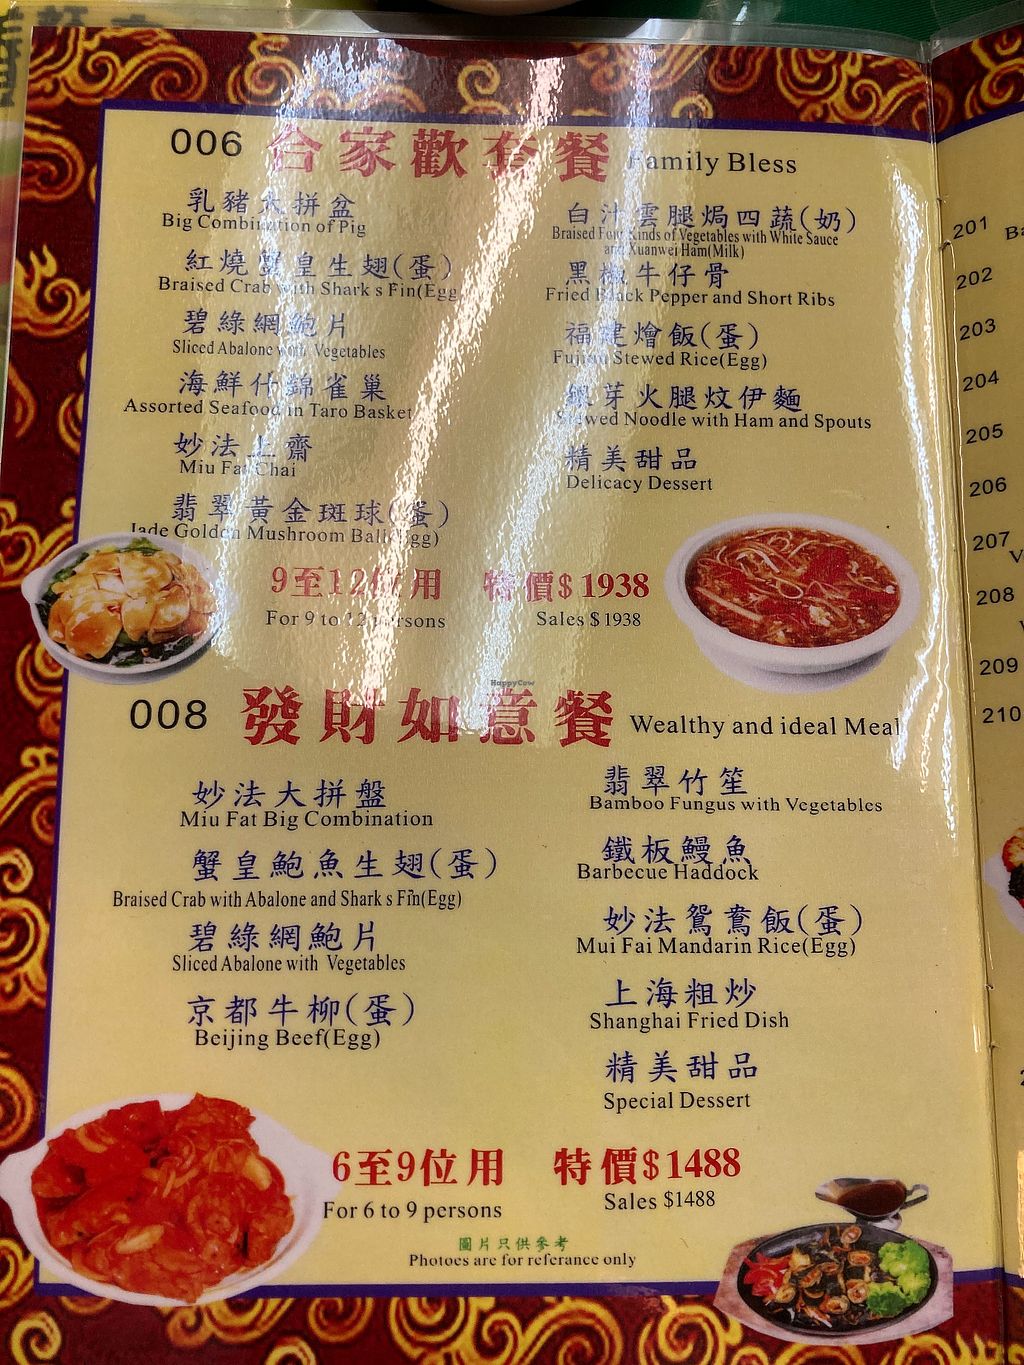 006 合家歡套餐 Family Bless
乳豬大拼盆
Big Combination of Pig
紅燒蟹皇生翅(蛋)
Braised Crab with Shark s Fin(Egg
碧綠網鮑片
Sliced Abalone with Vegetables
海鮮什錦雀巢
Assorted Seafood in Taro Basket
妙法上齋
Miu Fat Chai
翡翠黃金斑球(蛋)
Jade Golden Mushroom Ball(Egg)
白汁雲腿焗四蔬(奶)
Braised Four Kinds of Vegetables with White Sauce
and Xuanwei Ham(Milk)
黑椒牛仔骨
Fried Black Pepper and Short Ribs
福建燴飯(蛋)
Fujian Stewed Rice(Egg)
銀芽火腿炆伊麵
Stewed Noodle with Ham and Spouts
精美甜品
Delicacy Dessert
9至12位用 特價$1938
For 9 to 12 persons Sales $1938
HappyCow
008 發財如意餐 Wealthy and ideal Meal
妙法大拼盤
Miu Fat Big Combination
蟹皇鮑魚生翅(蛋)
Braised Crab with Abalone and Shark s Fin(Egg)
碧綠網鮑片
Sliced Abalone with Vegetables
京都牛柳(蛋)
Beijing Beef(Egg)
翡翠竹笙
Bamboo Fungus with Vegetables
鐵板鰻魚
Barbecue Haddock
妙法鴛鴦飯(蛋)
Mui Fai Mandarin Rice(Egg)
上海粗炒
Shanghai Fried Dish
精美甜品
Special Dessert
6至9位用 特價$1488
For 6 to 9 persons Sales $1488
圖片只供參考
Photoes are for referance only
201
Ba
202
203
204
205
206
207
V
208
209
210